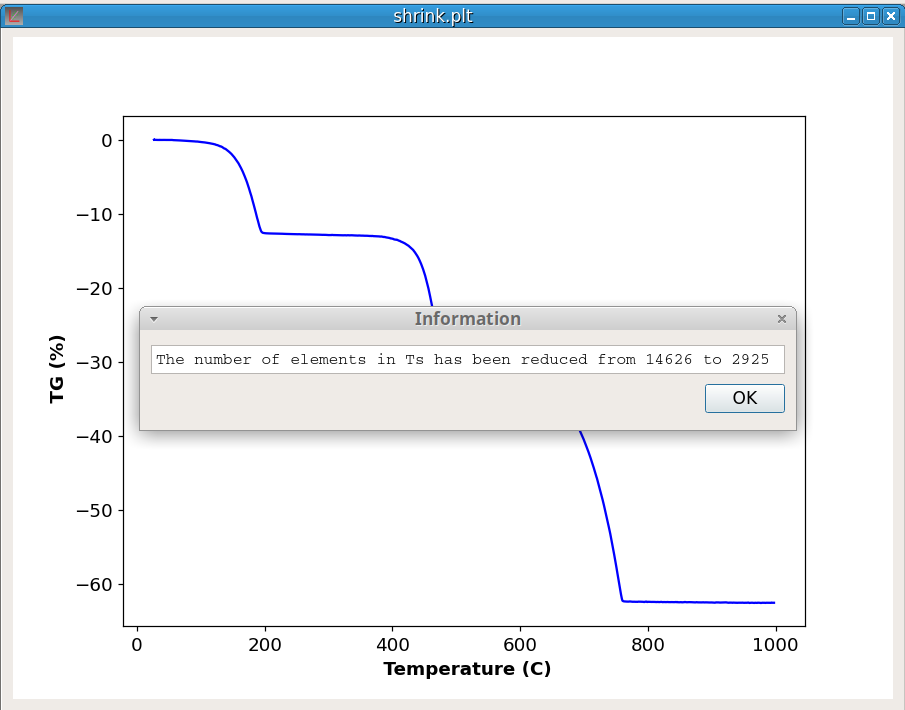 shrink.plt
0
−10
−20
−30
−40
−50
−60
TG (%)
Information
The number of elements in Ts has been reduced from 14626 to 2925
OK
0 200 400 600 800 1000
Temperature (C)